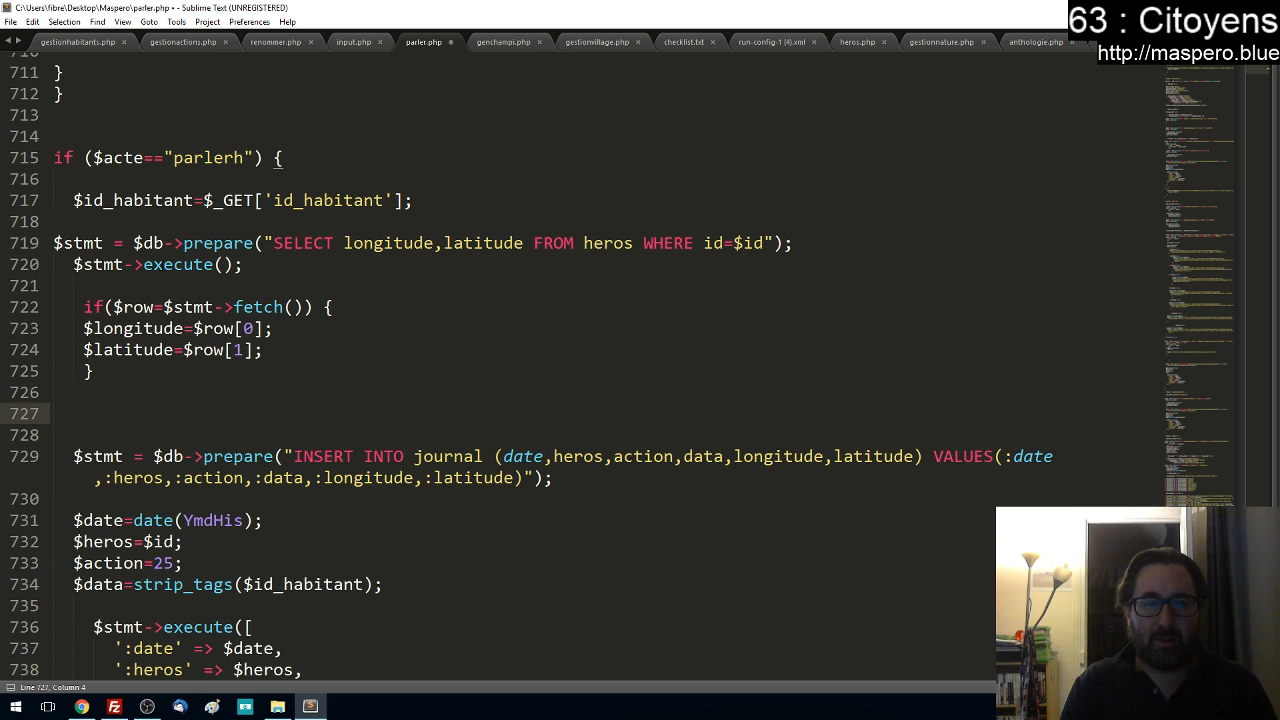 C:\Users\fibre\Desktop\Maspero\parler.php • - Sublime Text (UNREGISTERED)
File Edit Selection Find View Goto Tools Project Preferences Help
63 : Citoyens
http://maspero.blue
gestionhabitants.php gestionactions.php renommer.php input.php parler.php genchampi.php gestionvillage.php checklist.txt run-config-1 (4).xml heros.php gestionnature.php anthologie.php
710
711 }
712 }
713
714
715 if ($acte=="parlerh") {
716
717 $id_habitant=$_GET['id_habitant'];
718
719 $stmt = $db->prepare("SELECT longitude,latitude FROM heros WHERE id=$id");
720 $stmt->execute();
721
722 if($row=$stmt->fetch()) {
723 $longitude=$row[0];
724 $latitude=$row[1];
725 }
726
727
728
729 $stmt = $db->prepare("INSERT INTO journal (date,heros,action,data,longitude,latitude) VALUES(:date
,:heros,:action,:data,:longitude,:latitude)");
730
731 $date=date(YmdHis);
732 $heros=$id;
733 $action=25;
734 $data=strip_tags($id_habitant);
735
736 $stmt->execute([
737 ':date' => $date,
738 ':heros' => $heros,
Line 727, Column 4